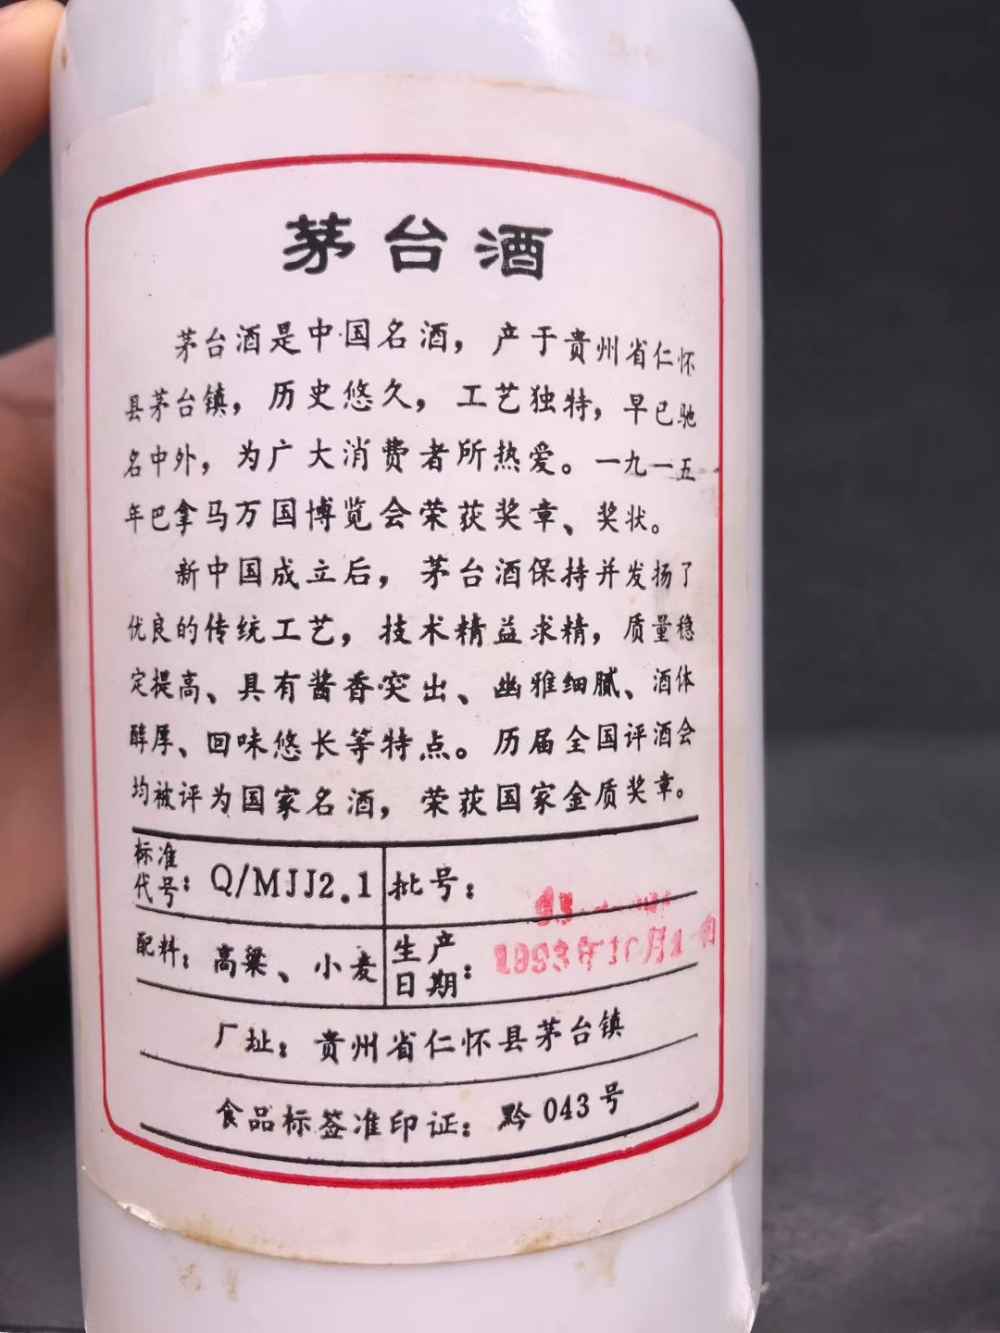 茅台酒
茅台酒是中国名酒，产于贵州省仁怀
县茅台镇，历史悠久，工艺独特，早已驰
名中外，为广大消费者所热爱。一九一五
年巴拿马万国博览会荣获奖章、奖状。
新中国成立后，茅台酒保持并发扬了
优良的传统工艺，技术精益求精，质量稳
定提高、具有酱香突出、幽雅细腻、酒体
醇厚、回味悠长等特点。历届全国评酒会
均被评为国家名酒，荣获国家金质奖章。
标准代号：Q/MJJ2.1 批号：
配料：高粱、小麦 生产日期：1993年10月1日
厂址：贵州省仁怀县茅台镇
食品标签准印证：黔043号